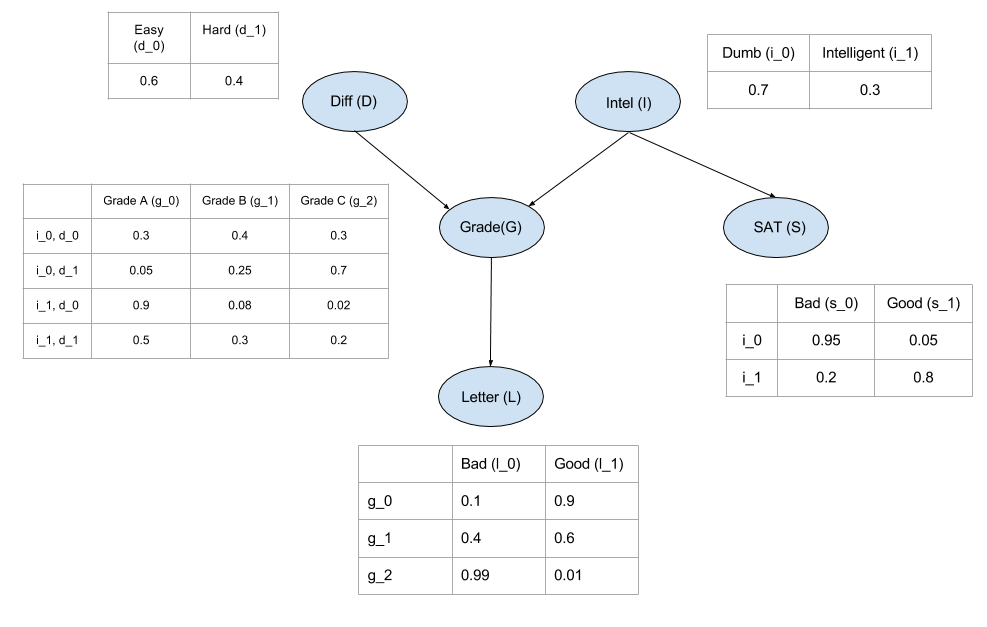 Easy (d_0) Hard (d_1)
0.6 0.4
Diff (D)
Intel (I)
Dumb (i_0) Intelligent (i_1)
0.7 0.3
Grade A (g_0) Grade B (g_1) Grade C (g_2)
i_0, d_0 0.3 0.4 0.3
i_0, d_1 0.05 0.25 0.7
i_1, d_0 0.9 0.08 0.02
i_1, d_1 0.5 0.3 0.2
Grade(G)
SAT (S)
Bad (s_0) Good (s_1)
i_0 0.95 0.05
i_1 0.2 0.8
Letter (L)
Bad (l_0) Good (l_1)
g_0 0.1 0.9
g_1 0.4 0.6
g_2 0.99 0.01